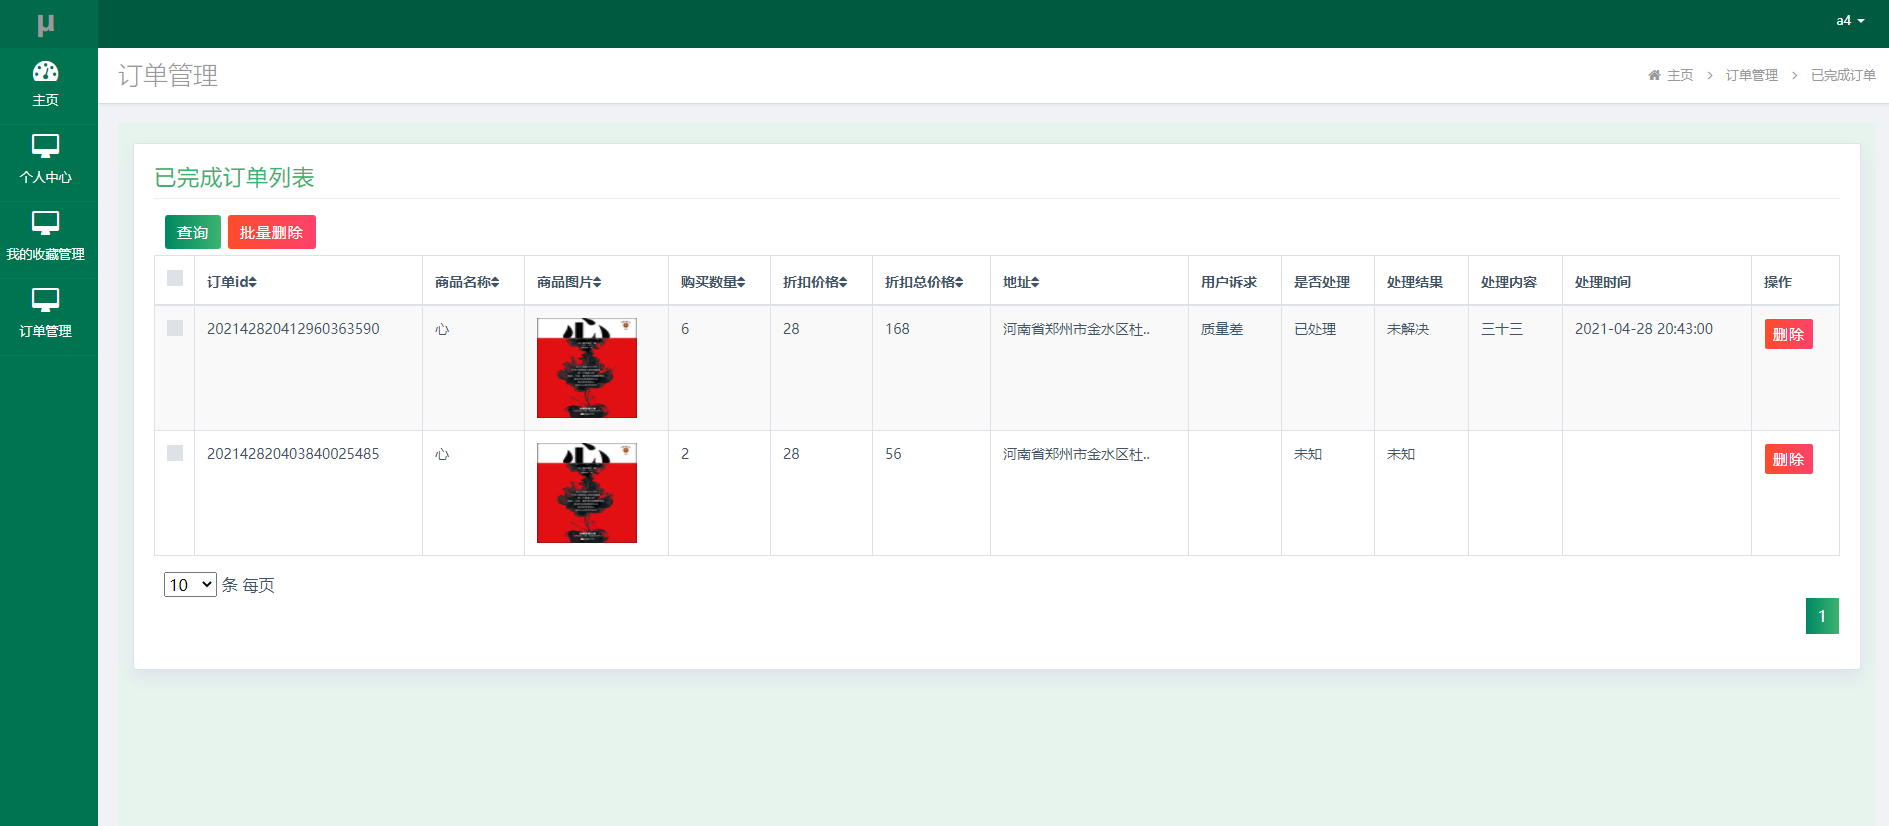 µ
a4
主页
个人中心
我的收藏管理
订单管理
订单管理
主页 > 订单管理 > 已完成订单
已完成订单列表
查询 批量删除
订单id 商品名称 商品图片 购买数量 折扣价格 折扣总价格 地址 用户诉求 是否处理 处理结果 处理内容 处理时间 操作
202142820412960363590 心 6 28 168 河南省郑州市金水区杜.. 质量差 已处理 未解决 三十三 2021-04-28 20:43:00 删除
202142820403840025485 心 2 28 56 河南省郑州市金水区杜.. 未知 未知 删除
10 条 每页
1